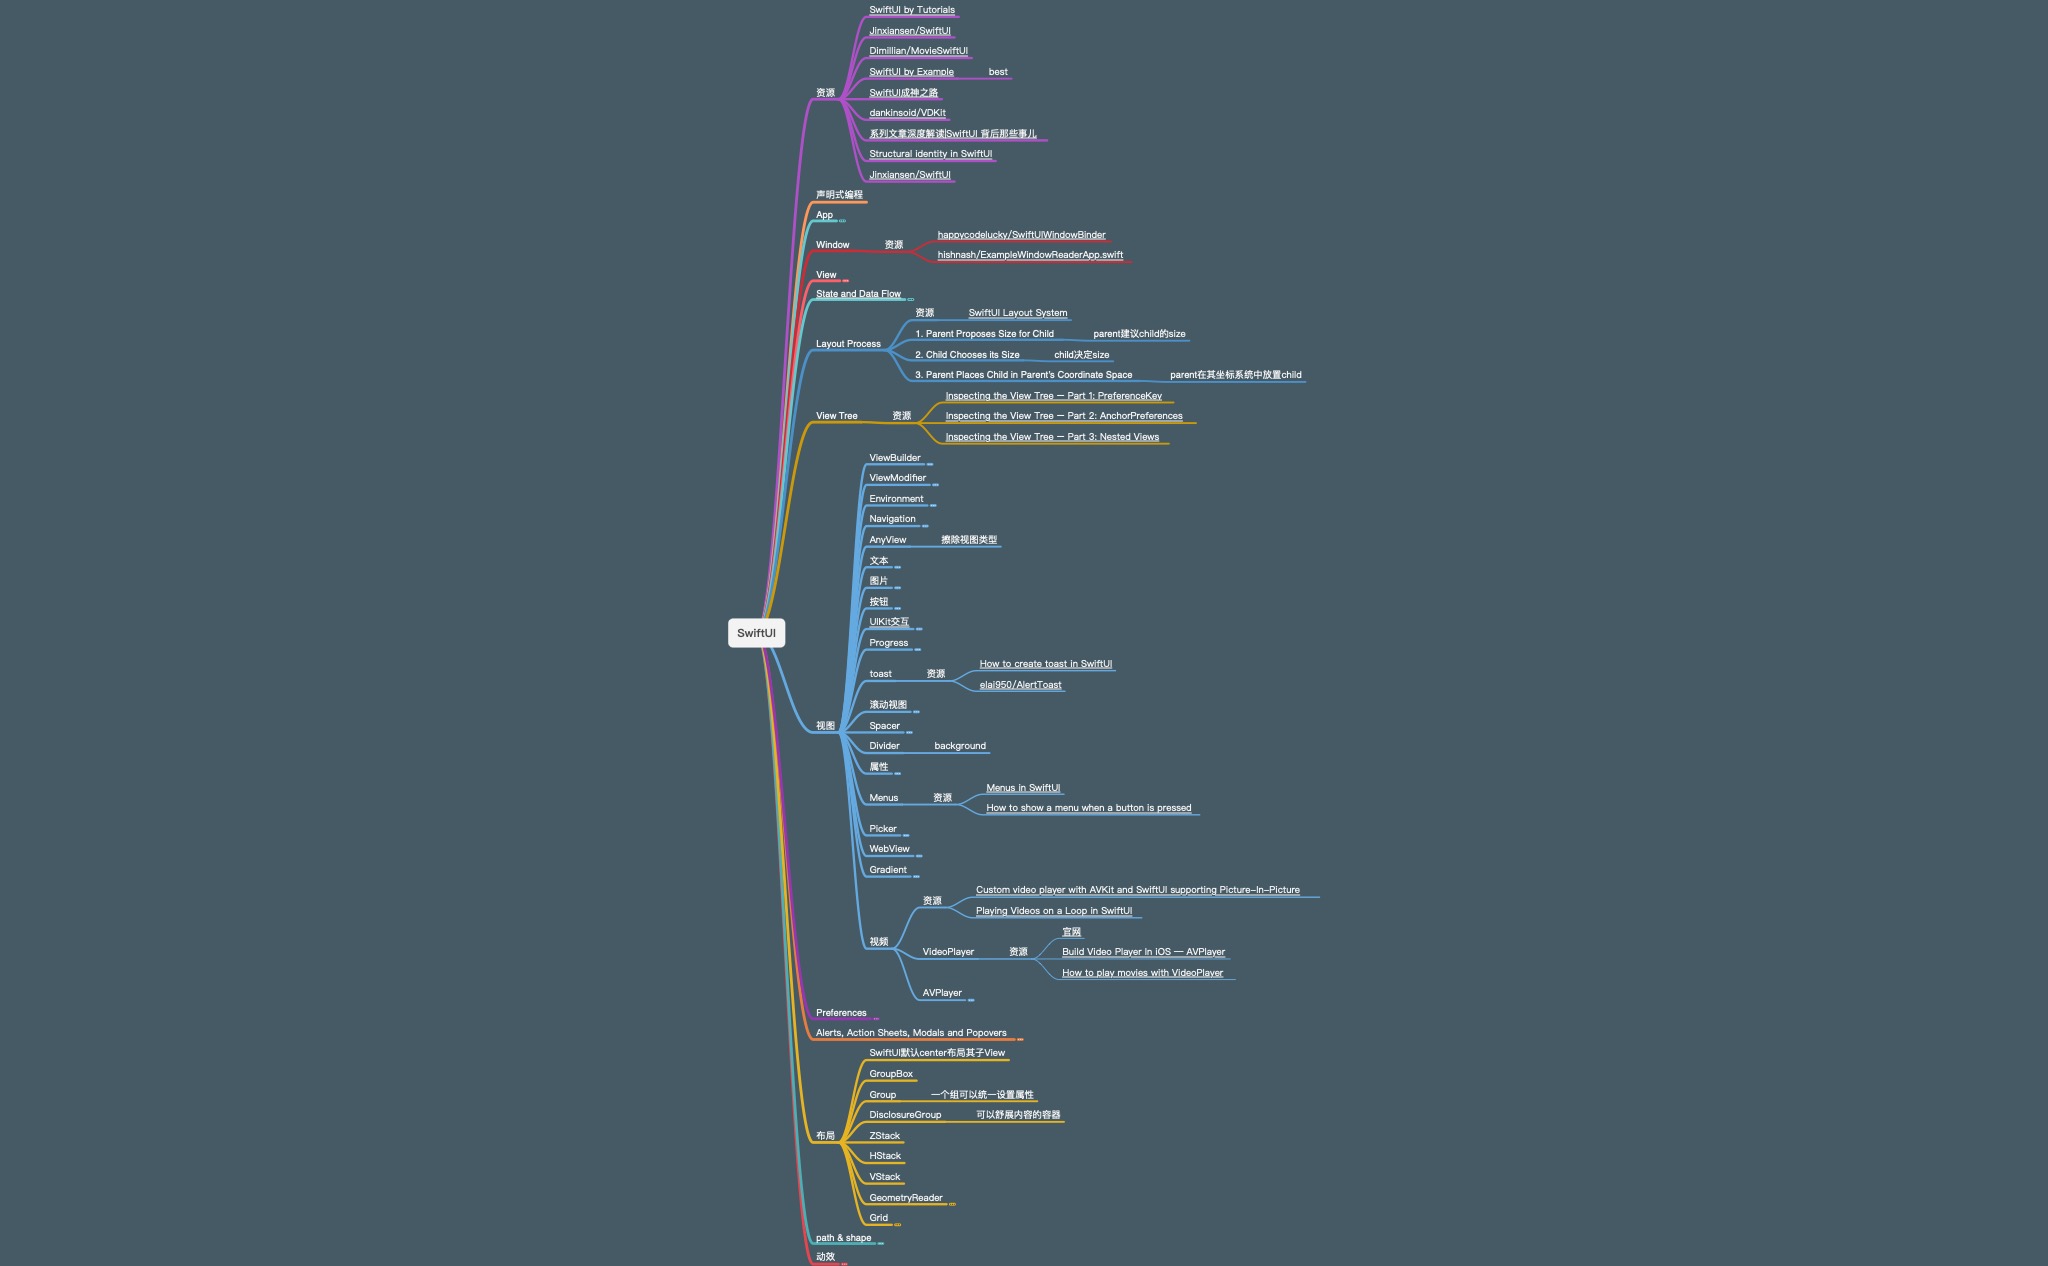 SwiftUI by Tutorials
Jinxiansen/SwiftUI
Dimillian/MovieSwiftUI
SwiftUI by Example best
资源 SwiftUI成神之路
dankinsoid/VDKit
系列文章深度解读|SwiftUI 背后那些事儿
Structural identity in SwiftUI
Jinxiansen/SwiftUI
声明式编程
App
happycodelucky/SwiftUIWindowBinder
Window 资源
hishnash/ExampleWindowReaderApp.swift
View
State and Data Flow
资源 SwiftUI Layout System
1. Parent Proposes Size for Child parent建议child的size
Layout Process
2. Child Chooses its Size child决定size
3. Parent Places Child in Parent's Coordinate Space parent在其坐标系统中放置child
Inspecting the View Tree – Part 1: PreferenceKey
View Tree 资源 Inspecting the View Tree – Part 2: AnchorPreferences
Inspecting the View Tree – Part 3: Nested Views
ViewBuilder
ViewModifier
Environment
Navigation
AnyView 擦除视图类型
文本
图片
按钮
UIKit交互
SwiftUI
Progress
How to create toast in SwiftUI
toast 资源
elai950/AlertToast
滚动视图
视图 Spacer
Divider background
属性
Menus in SwiftUI
Menus 资源
How to show a menu when a button is pressed
Picker
WebView
Gradient
Custom video player with AVKit and SwiftUI supporting Picture-In-Picture
资源
Playing Videos on a Loop in SwiftUI
官网
视频
VideoPlayer 资源 Build Video Player in iOS — AVPlayer
How to play movies with VideoPlayer
AVPlayer
Preferences
Alerts, Action Sheets, Modals and Popovers
SwiftUI默认center布局其子View
GroupBox
Group 一个组可以统一设置属性
DisclosureGroup 可以舒展内容的容器
布局 ZStack
HStack
VStack
GeometryReader
Grid
path & shape
动效